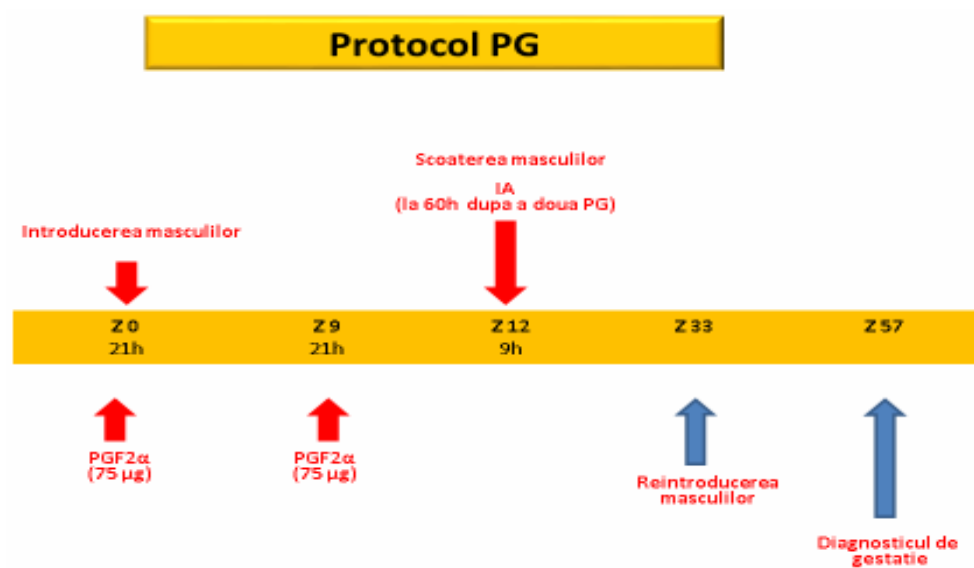 Protocol PG
Scoaterea masculilor
IA
(la 60h dupa a doua PG)
Introducerea masculilor
Z 0
21h
Z 9
21h
Z 12
9h
Z 33
Z 57
PGF2α
(75 µg)
PGF2α
(75 µg)
Reintroducerea
masculilor
Diagnosticul de
gestatie